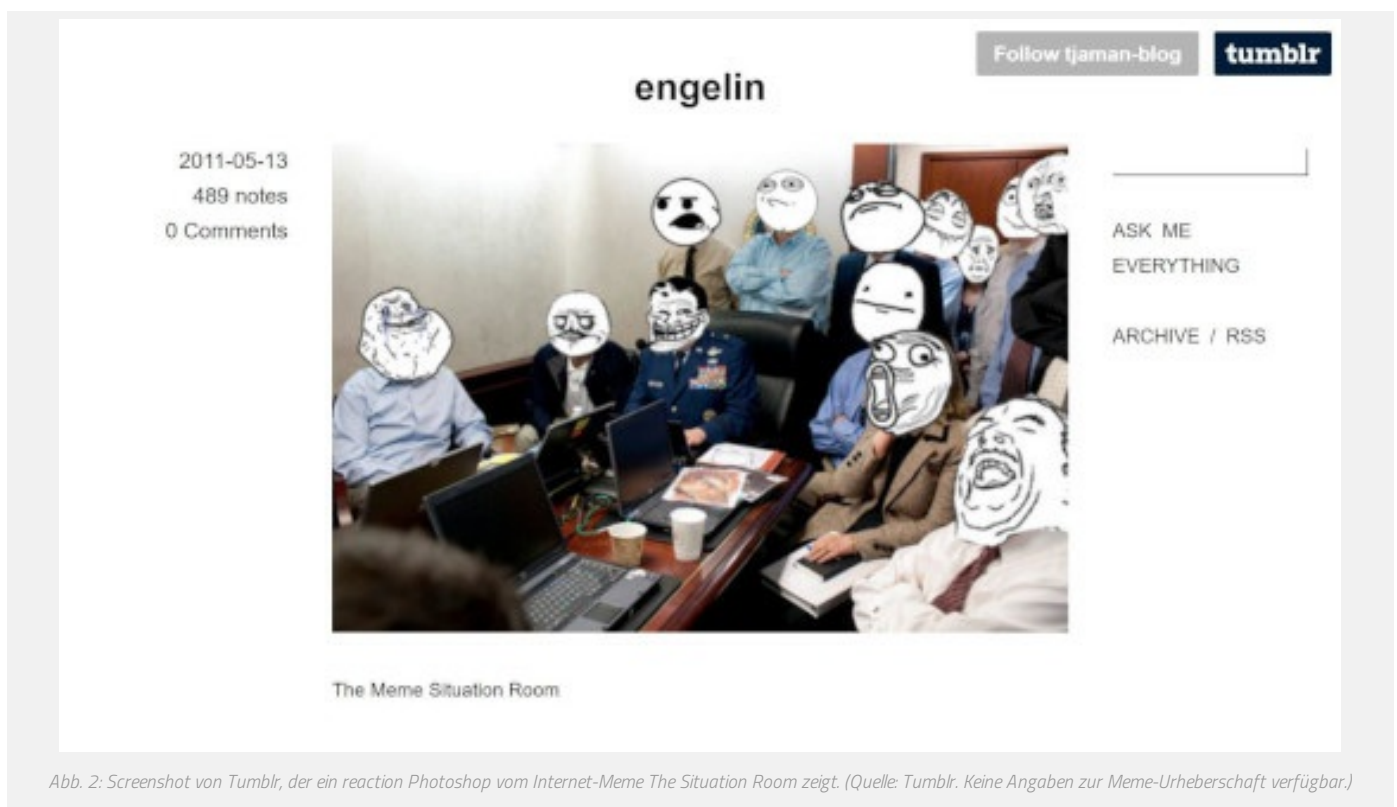 Follow tjaman-blog
tumblr
engelin
2011-05-13
489 notes
0 Comments
ASK ME
EVERYTHING
ARCHIVE / RSS
The Meme Situation Room
Abb. 2: Screenshot von Tumblr, der ein reaction Photoshop vom Internet-Meme The Situation Room zeigt. (Quelle: Tumblr. Keine Angaben zur Meme-Urheberschaft verfügbar.)